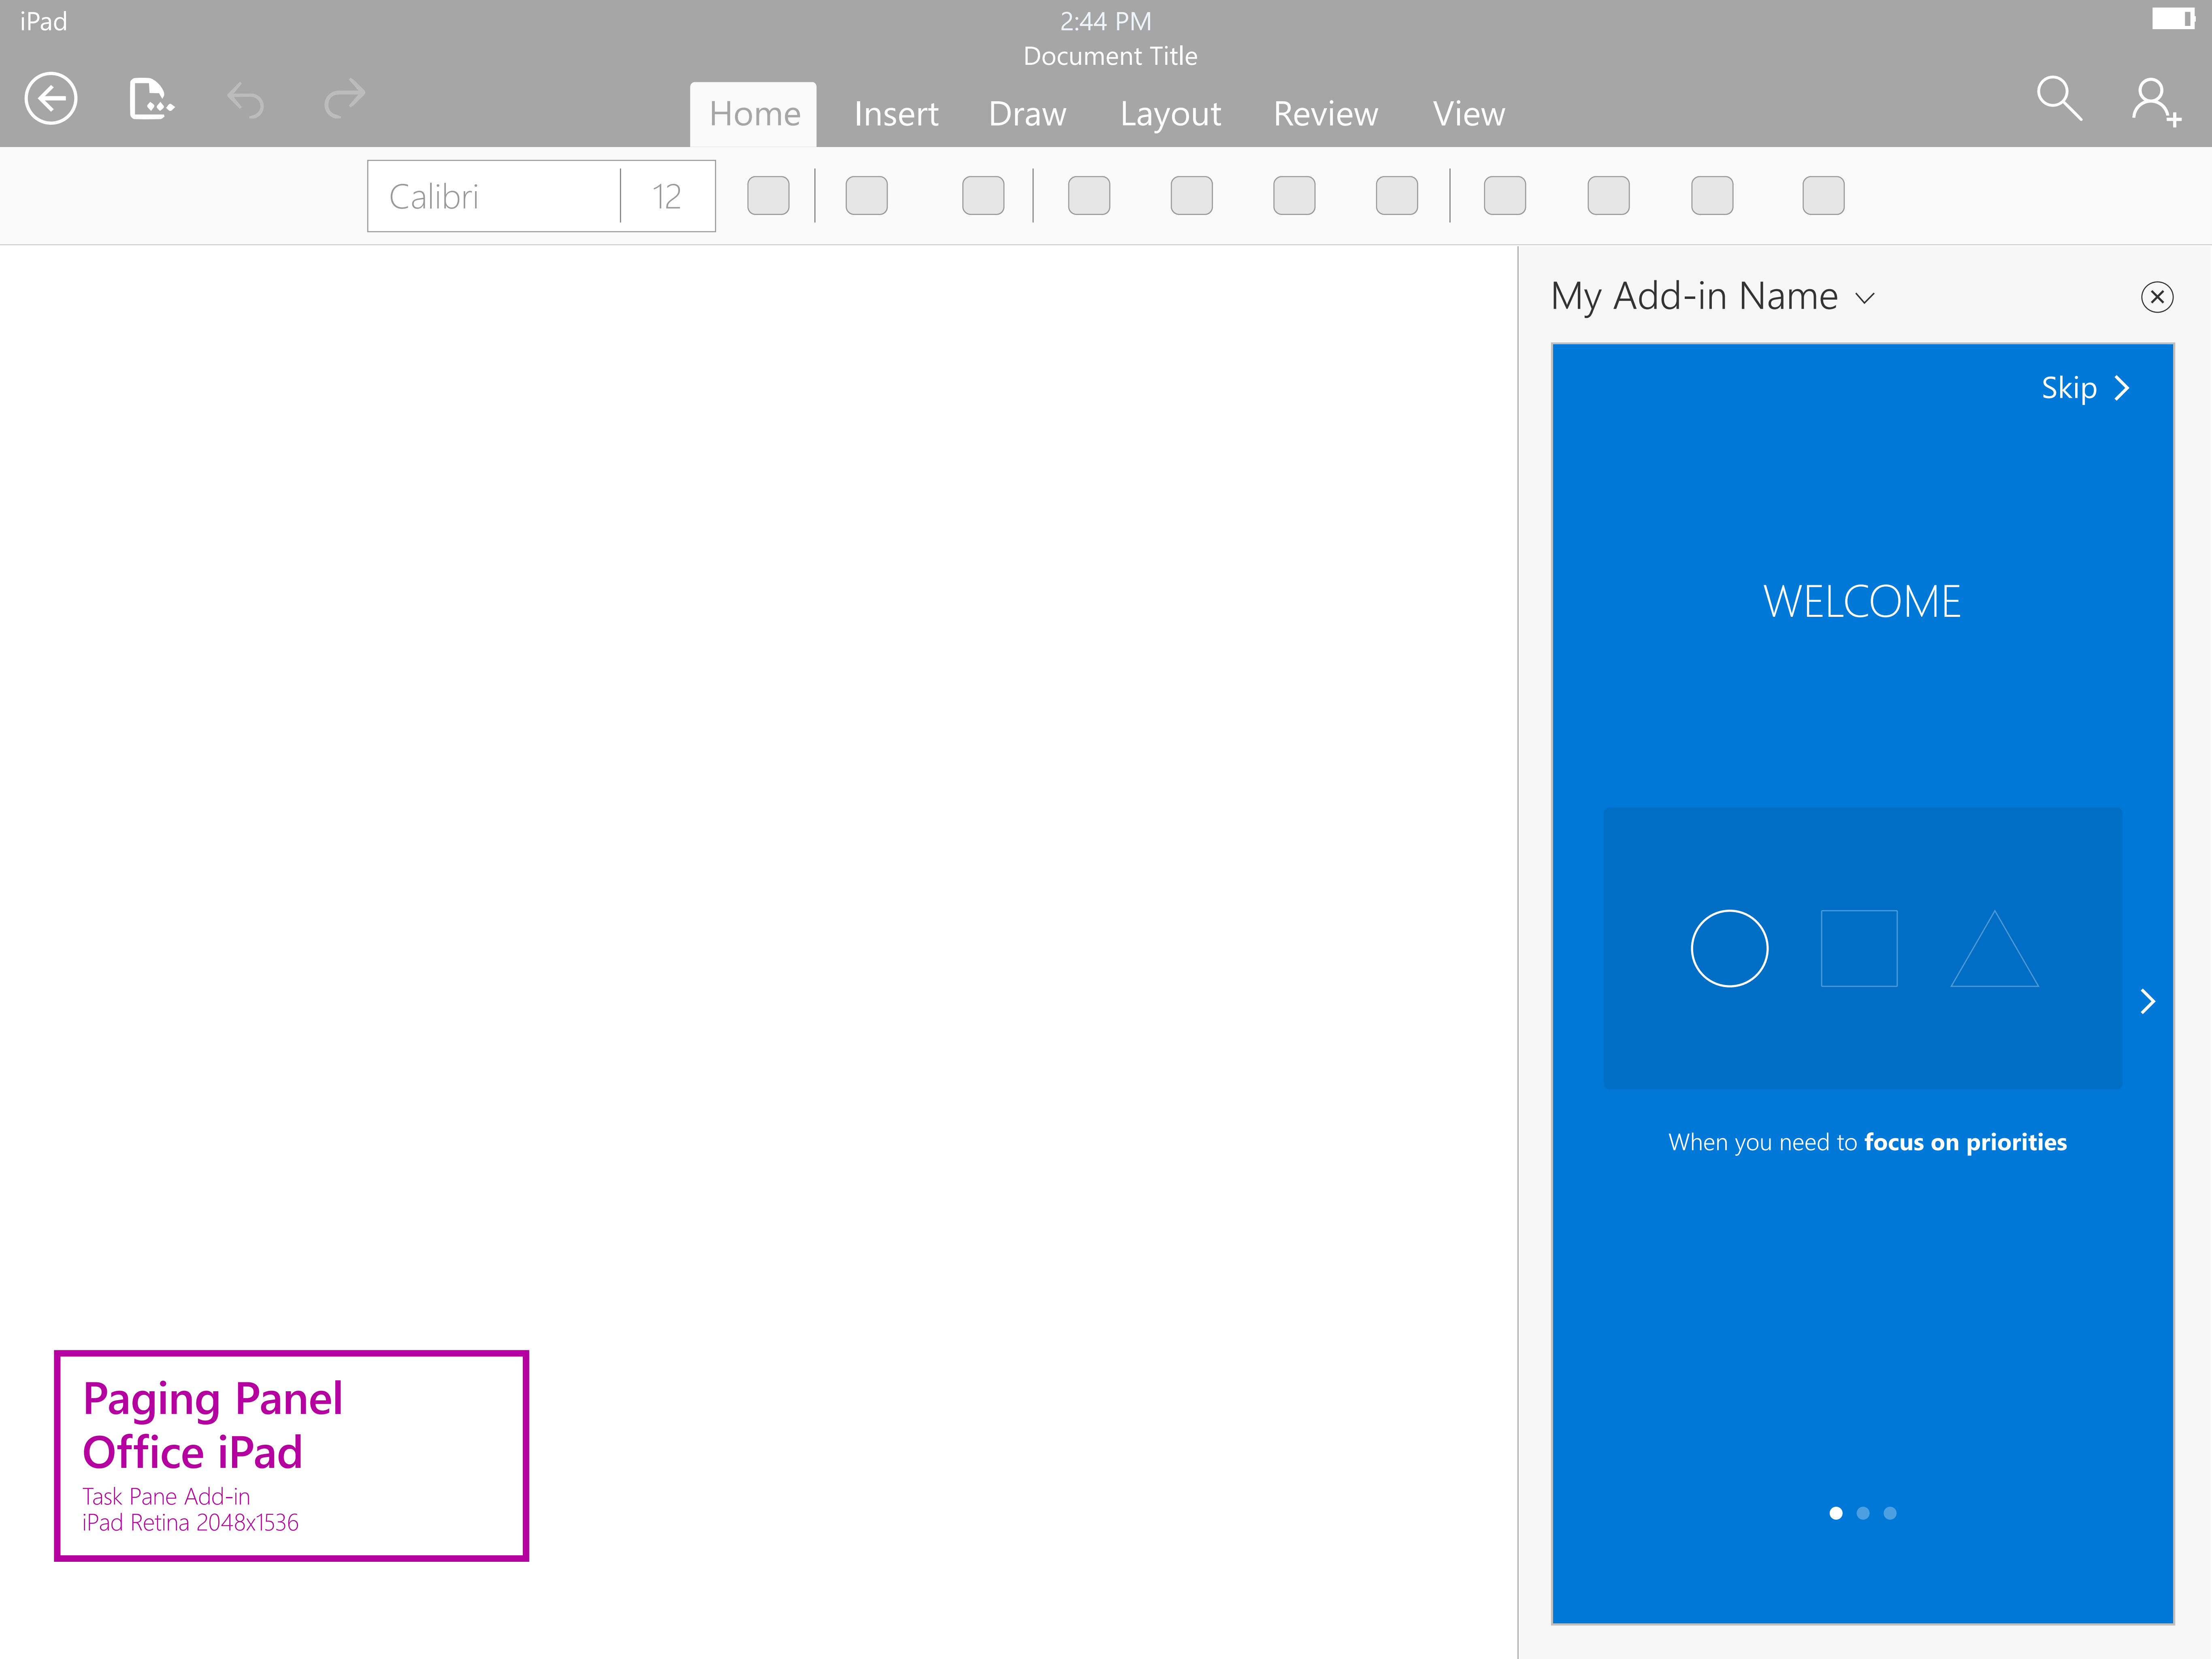 iPad
2:44 PM
Document Title
Home Insert Draw Layout Review View
Calibri 12
My Add-in Name
Skip
WELCOME
When you need to focus on priorities
Paging Panel
Office iPad
Task Pane Add-in
iPad Retina 2048x1536